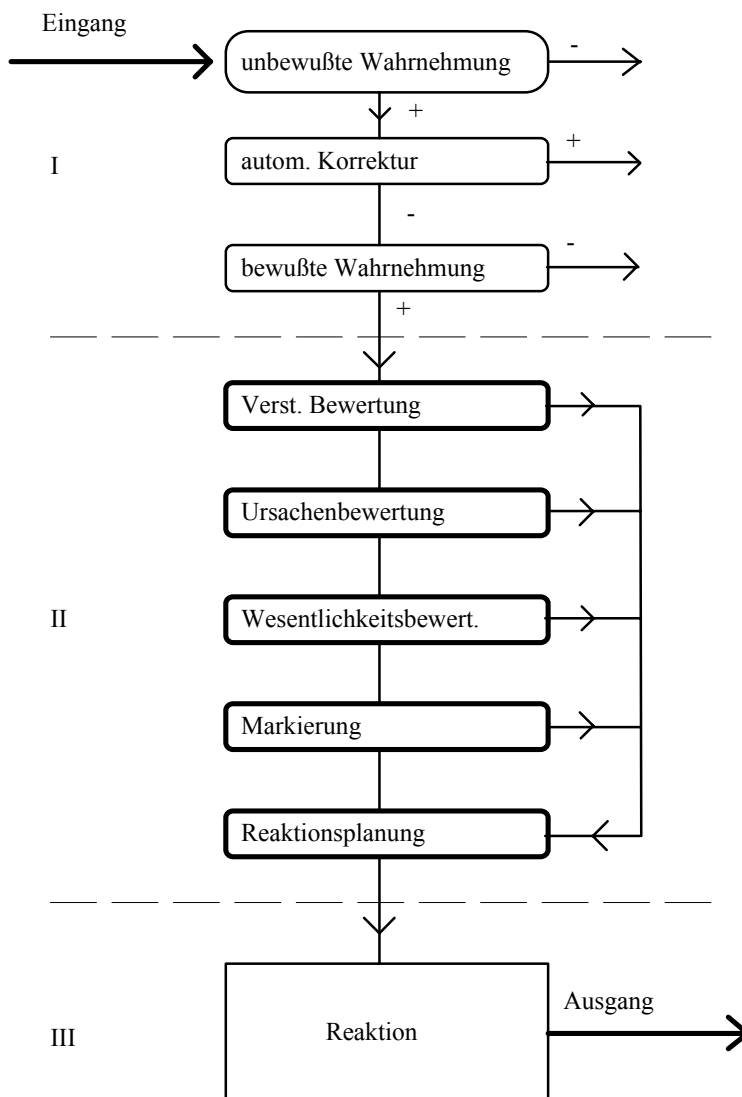 Eingang
unbewußte Wahrnehmung
-
+
I
autom. Korrektur
+
-
bewußte Wahrnehmung
-
+
Verst. Bewertung
Ursachenbewertung
II
Wesentlichkeitsbewert.
Markierung
Reaktionsplanung
Ausgang
III
Reaktion